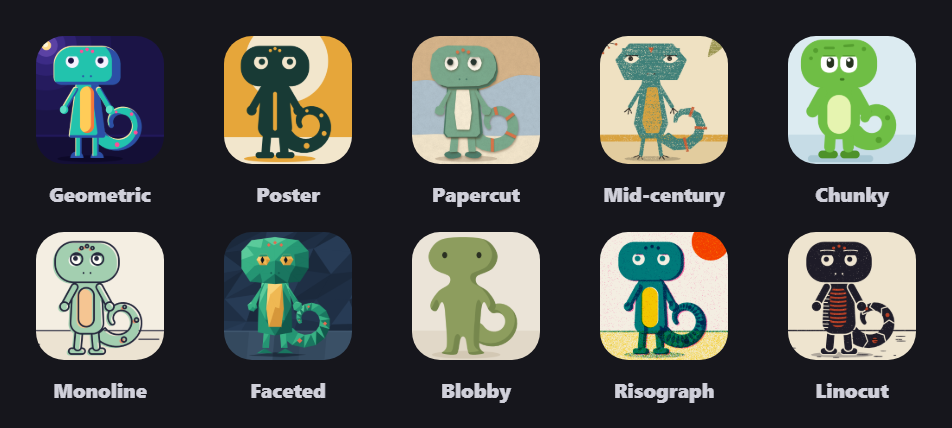 Geometric
Poster
Papercut
Mid-century
Chunky
Monoline
Faceted
Blobby
Risograph
Linocut